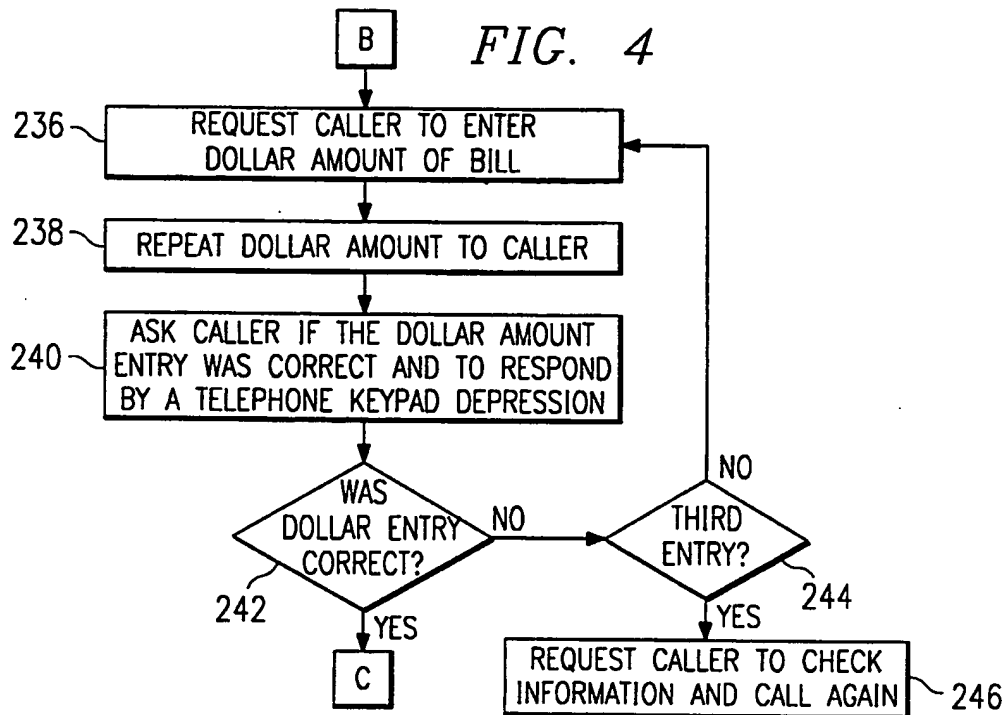 B
FIG. 4
236
REQUEST CALLER TO ENTER
DOLLAR AMOUNT OF BILL
238
REPEAT DOLLAR AMOUNT TO CALLER
240
ASK CALLER IF THE DOLLAR AMOUNT
ENTRY WAS CORRECT AND TO RESPOND
BY A TELEPHONE KEYPAD DEPRESSION
WAS
DOLLAR ENTRY
CORRECT?
242
NO
YES
C
THIRD
ENTRY?
244
NO
YES
REQUEST CALLER TO CHECK
INFORMATION AND CALL AGAIN
246